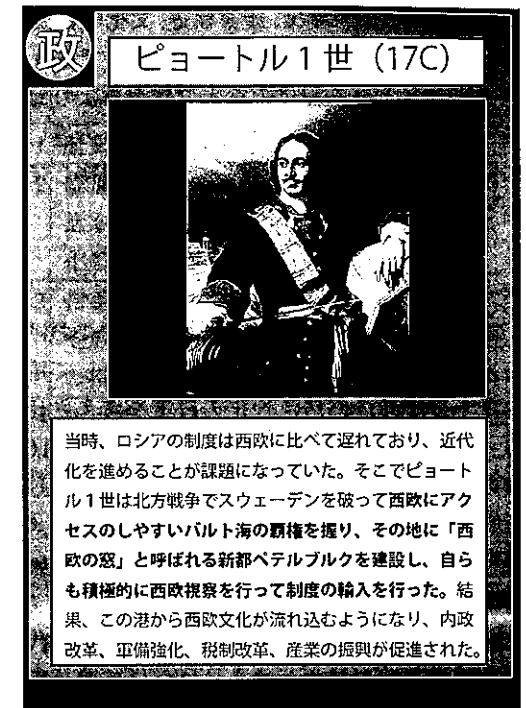 政
ピョートル1世（17C）
当時、ロシアの制度は西欧に比べて遅れており、近代
化を進めることが課題になっていた。そこでピョート
ル1世は北方戦争でスウェーデンを破って西欧にアク
セスのしやすいバルト海の覇権を握り、その地に「西
欧の窓」と呼ばれる新都ペテルブルクを建設し、自ら
も積極的に西欧視察を行って制度の輸入を行った。結
果、この港から西欧文化が流れ込むようになり、内政
改革、軍備強化、税制改革、産業の振興が促進された。